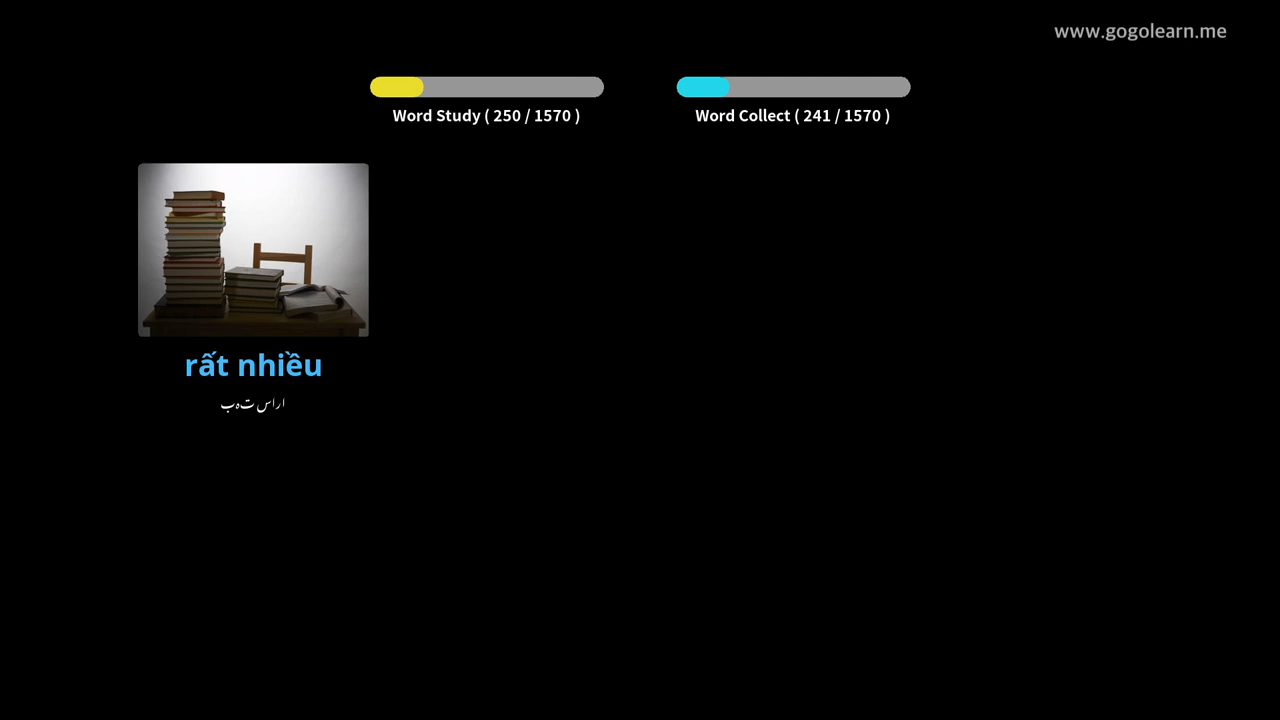 www.gogolearn.me
Word Study ( 250 / 1570 )
Word Collect ( 241 / 1570 )
rất nhiều
بہت سارا